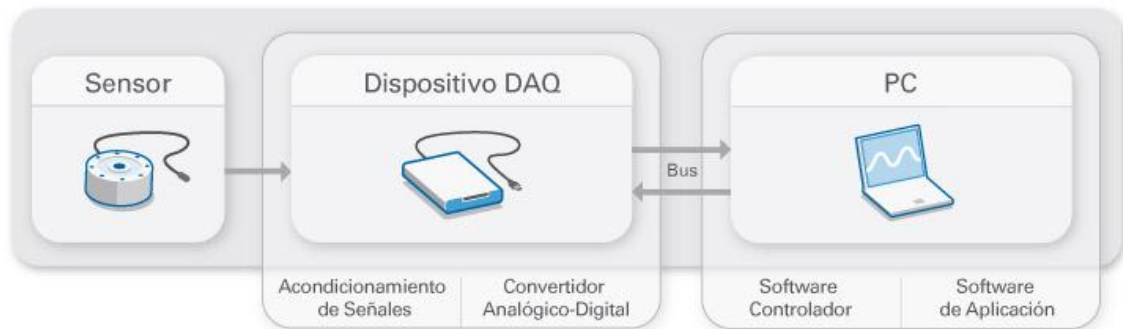 Sensor
Dispositivo DAQ
PC
Bus
Acondicionamiento
de Señales
Convertidor
Analógico-Digital
Software
Controlador
Software
de Aplicación